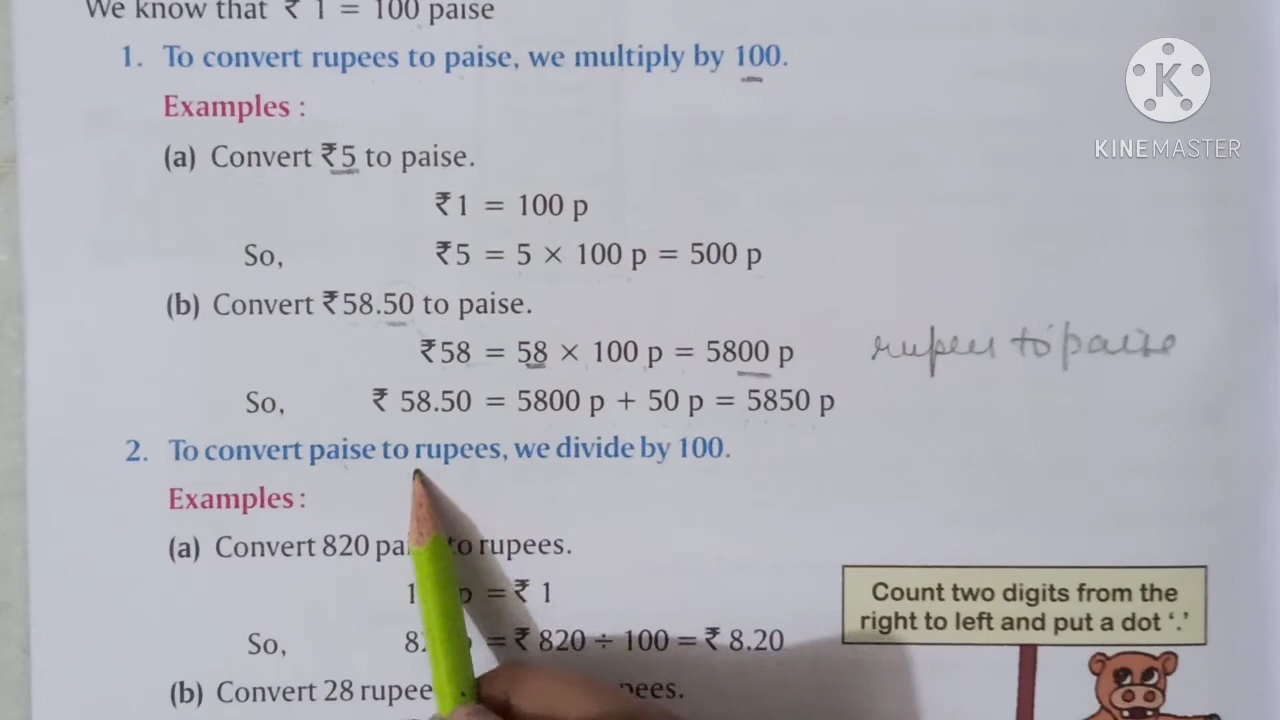 We know that ₹ 1 = 100 paise
1. To convert rupees to paise, we multiply by 100.
Examples :
(a) Convert ₹5 to paise.
₹1 = 100 p
So, ₹5 = 5 × 100 p = 500 p
(b) Convert ₹58.50 to paise.
₹58 = 58 × 100 p = 5800 p
rupees to paise
So, ₹ 58.50 = 5800 p + 50 p = 5850 p
2. To convert paise to rupees, we divide by 100.
Examples :
(a) Convert 820 to rupees.
= ₹ 1
So, = ₹ 820 ÷ 100 = ₹ 8.20
(b) Convert 28
Count two digits from the
right to left and put a dot ‘.’
KINEMASTER